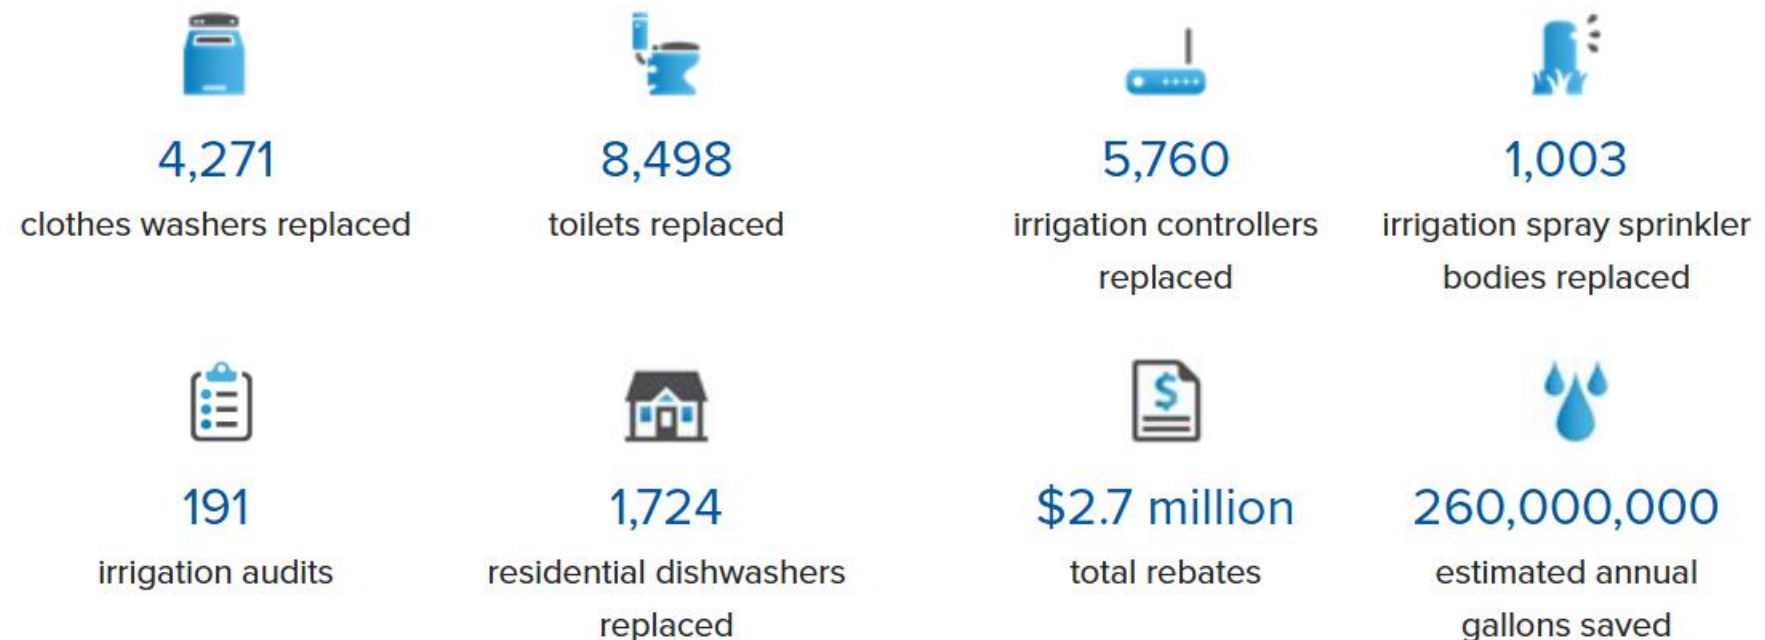 4,271
clothes washers replaced
8,498
toilets replaced
5,760
irrigation controllers
replaced
1,003
irrigation spray sprinkler
bodies replaced
191
irrigation audits
1,724
residential dishwashers
replaced
$
$2.7 million
total rebates
260,000,000
estimated annual
gallons saved